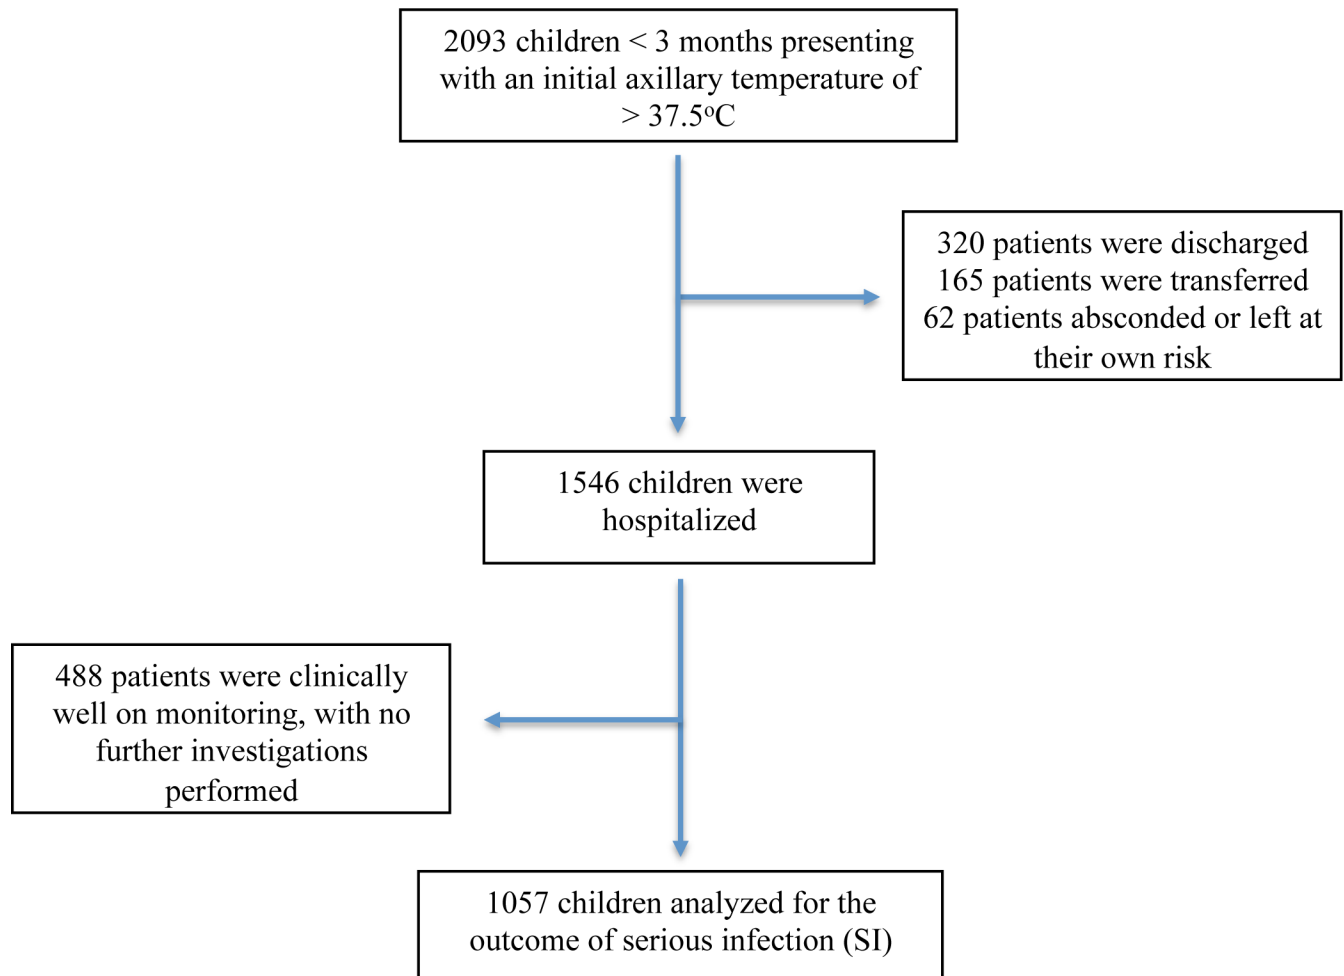 2093 children < 3 months presenting
with an initial axillary temperature of
> 37.5ºC
320 patients were discharged
165 patients were transferred
62 patients absconded or left at
their own risk
1546 children were
hospitalized
488 patients were clinically
well on monitoring, with no
further investigations
performed
1057 children analyzed for the
outcome of serious infection (SI)